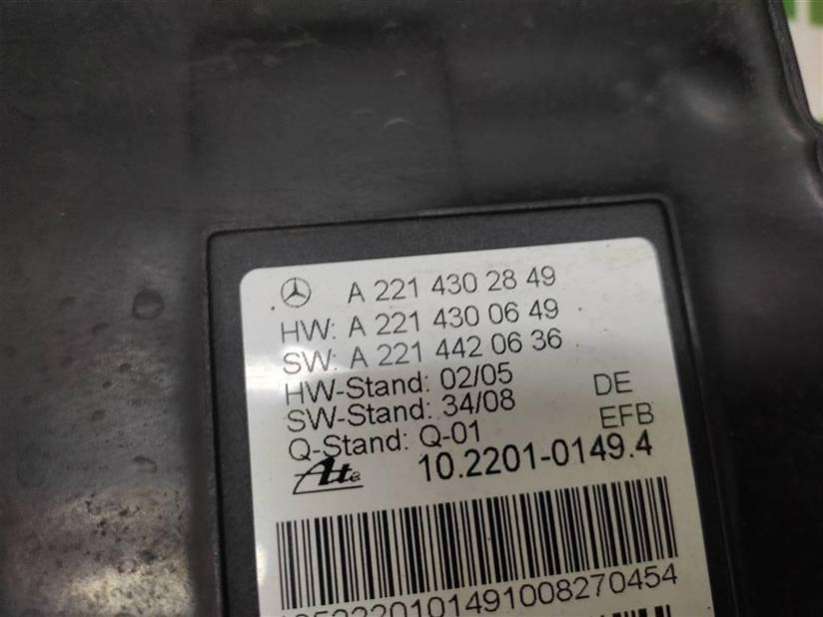 A 221 430 28 49
HW: A 221 430 06 49
SW: A 221 442 06 36
HW-Stand: 02/05
SW-Stand: 34/08
DE
Q-Stand: Q-01
EFB
Ate
10.2201-0149.4